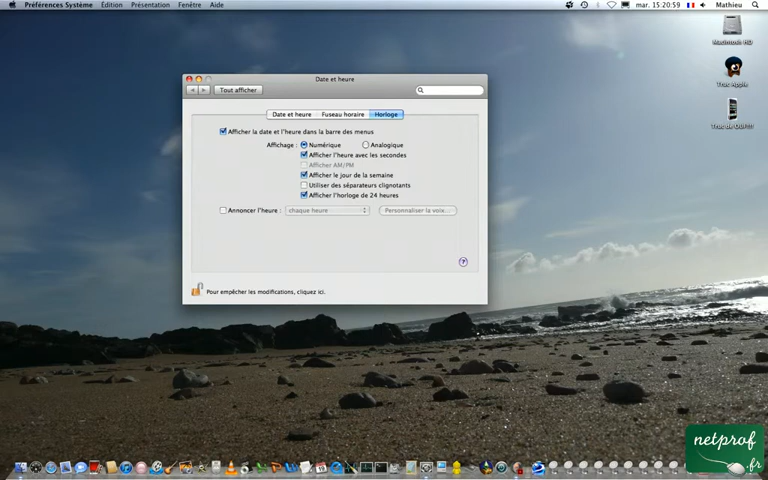 Préférences Système Édition Présentation Fenêtre Aide mar. 15:20:59 Mathieu
Macintosh HD
Truc Apple
Date et heure
Tout afficher
Date et heure Fuseau horaire Horloge
Afficher la date et l'heure dans la barre des menus
Affichage : Numérique Analogique
Afficher l'heure avec les secondes
Afficher AM/PM
Afficher le jour de la semaine
Utiliser des séparateurs clignotants
Afficher l'horloge de 24 heures
Annoncer l'heure : chaque heure Personnaliser la voix...
?
Pour empêcher les modifications, cliquez ici.
netprof
.fr